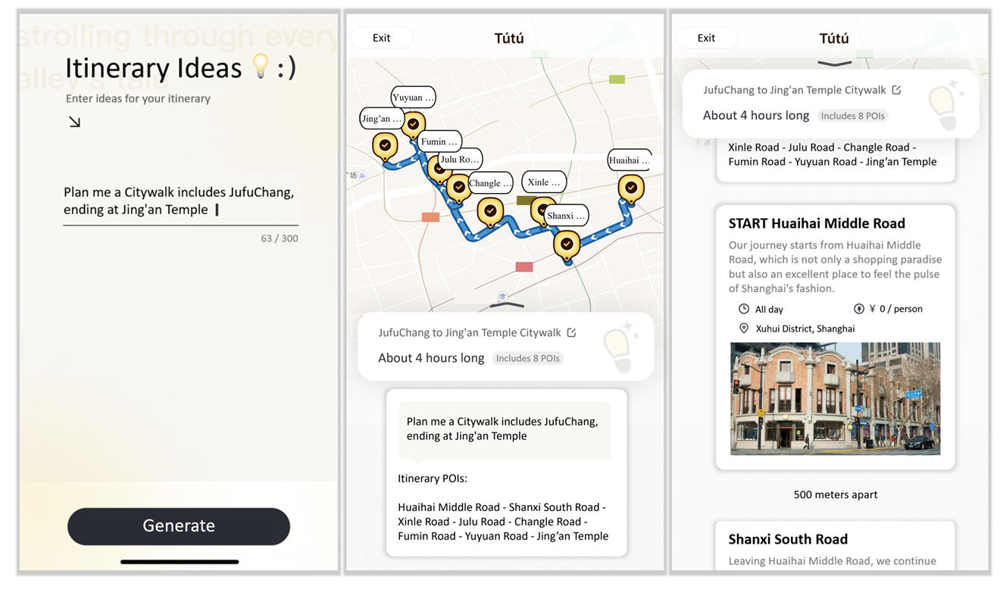 strolling through every
alley's tale
Itinerary Ideas 💡 :)
Enter ideas for your itinerary
Plan me a Citywalk includes JufuChang,
ending at Jing'an Temple
63 / 300
Generate
Exit
Tútú
Yuyuan ...
Jing'an ...
Fumin ...
Julu Ro...
Changle ...
Xinle ...
Shanxi ...
Huaihai ...
场
JufuChang to Jing'an Temple Citywalk
About 4 hours long Includes 8 POIs
Plan me a Citywalk includes JufuChang,
ending at Jing'an Temple
Itinerary POIs:
Huaihai Middle Road - Shanxi South Road -
Xinle Road - Julu Road - Changle Road -
Fumin Road - Yuyuan Road - Jing’an Temple
Exit
Tútú
JufuChang to Jing'an Temple Citywalk
About 4 hours long Includes 8 POIs
Xinle Road - Julu Road - Changle Road -
Fumin Road - Yuyuan Road - Jing’an Temple
START Huaihai Middle Road
Our journey starts from Huaihai Middle
Road, which is not only a shopping paradise
but also an excellent place to feel the pulse
of Shanghai's fashion.
All day
¥ 0 / person
Xuhui District, Shanghai
500 meters apart
Shanxi South Road
Leaving Huaihai Middle Road, we continue